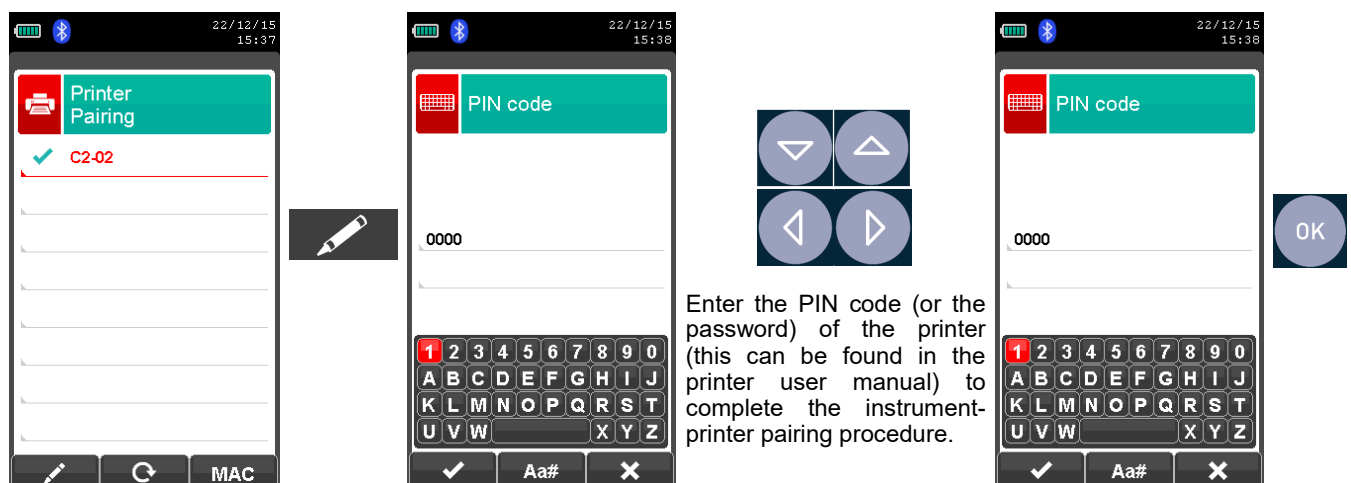 22/12/15
15:37
Printer
Pairing
C2-02
MAC
22/12/15
15:38
PIN code
0000
1 2 3 4 5 6 7 8 9 0
A B C D E F G H I J
K L M N O P Q R S T
U V W X Y Z
Aa#
Enter the PIN code (or the
password) of the printer
(this can be found in the
printer user manual) to
complete the instrument-
printer pairing procedure.
22/12/15
15:38
PIN code
0000
1 2 3 4 5 6 7 8 9 0
A B C D E F G H I J
K L M N O P Q R S T
U V W X Y Z
Aa#
OK